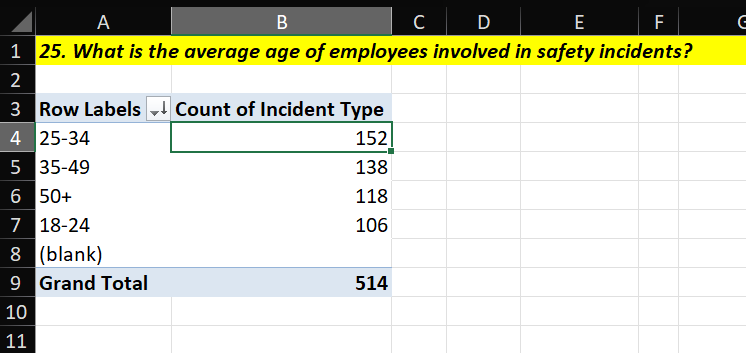 A B C D E F
1 25. What is the average age of employees involved in safety incidents?
2
3 Row Labels Count of Incident Type
4 25-34 152
5 35-49 138
6 50+ 118
7 18-24 106
8 (blank)
9 Grand Total 514
10
11